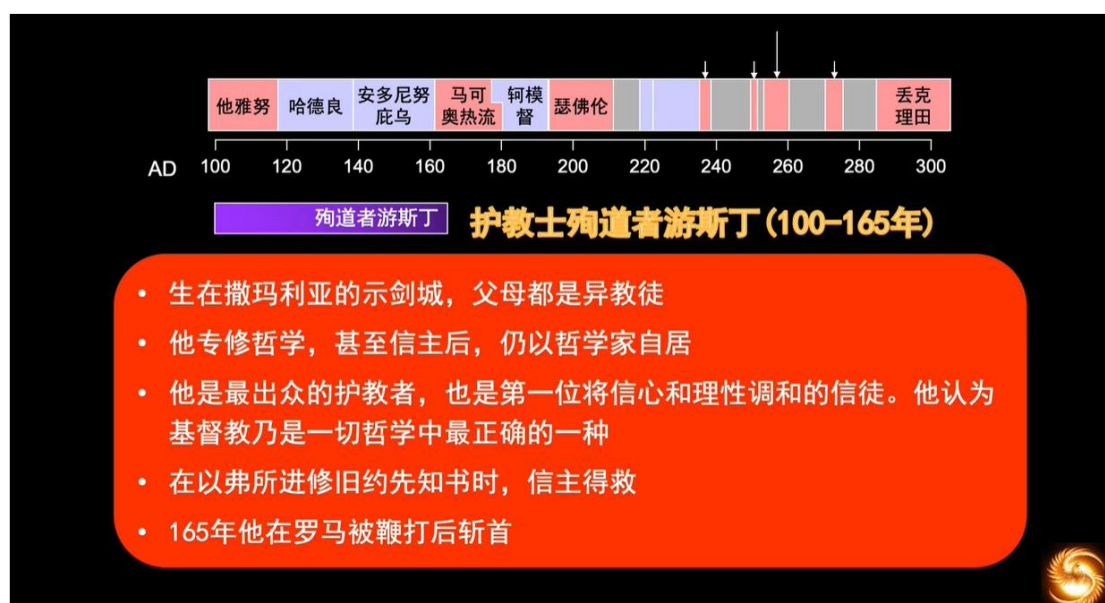 他雅努
哈德良
安多尼努
庇乌
马可
奥热流
钶模
督
瑟佛伦
丢克
理田
AD 100 120 140 160 180 200 220 240 260 280 300
殉道者游斯丁
护教士殉道者游斯丁(100-165年)
• 生在撒玛利亚的示剑城，父母都是异教徒
• 他专修哲学，甚至信主后，仍以哲学家自居
• 他是最出众的护教者，也是第一位将信心和理性调和的信徒。他认为
基督教乃是一切哲学中最正确的一种
• 在以弗所进修旧约先知书时，信主得救
• 165年他在罗马被鞭打后斩首